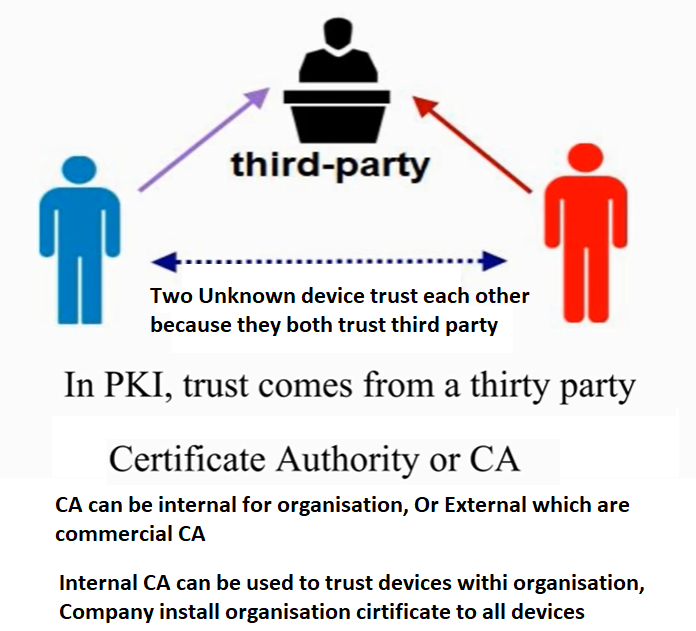 third-party
Two Unknown device trust each other
because they both trust third party
In PKI, trust comes from a thirty party
Certificate Authority or CA
CA can be internal for organisation, Or External which are
commercial CA
Internal CA can be used to trust devices withi organisation,
Company install organisation cirtificate to all devices